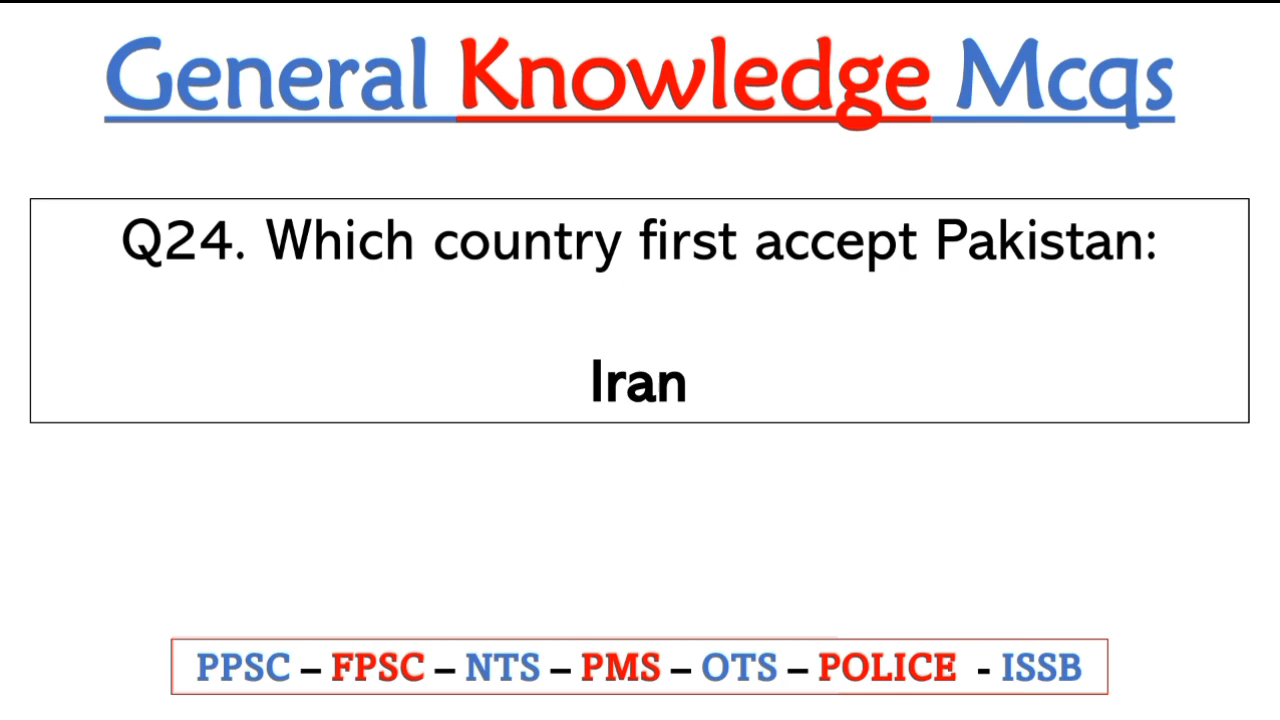 General Knowledge Mcqs
Q24. Which country first accept Pakistan:
Iran
PPSC – FPSC – NTS – PMS – OTS – POLICE - ISSB